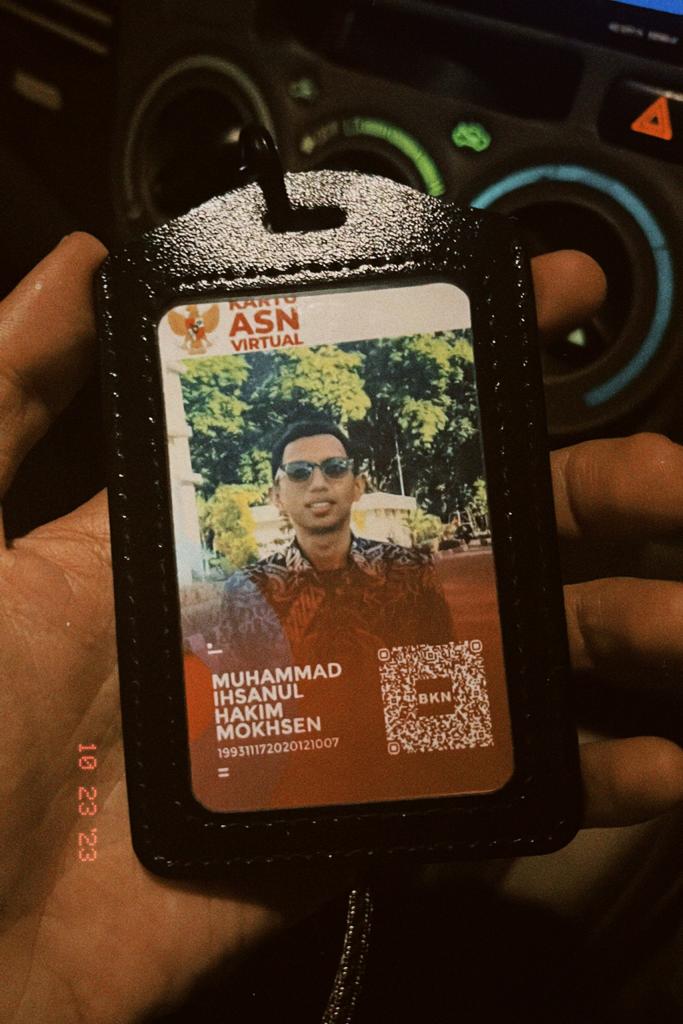 KARTU
ASN
VIRTUAL
MUHAMMAD
IHSANUL
HAKIM
MOKHSEN
199311172020121007
BKN
10 23 '23